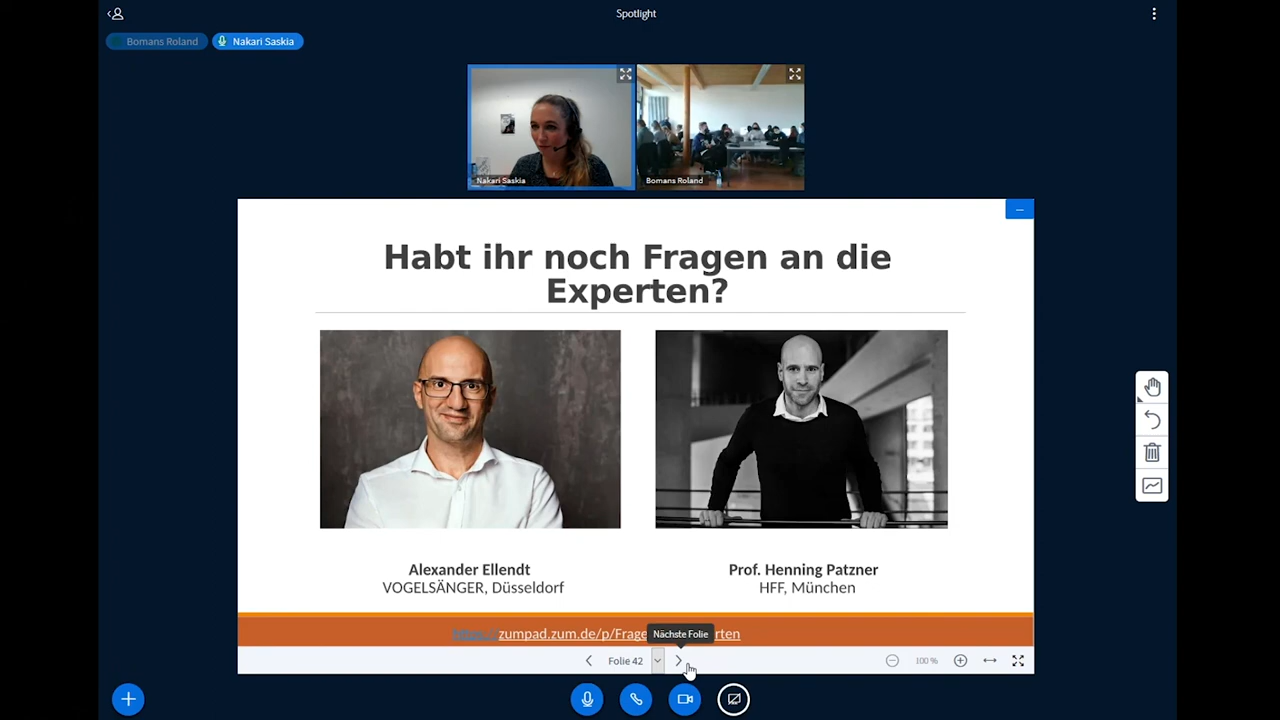 Spotlight
Bomans Roland
Nakari Saskia
Nakari Saskia
Bomans Roland
Habt ihr noch Fragen an die
Experten?
Alexander Ellendt
VOGELSÄNGER, Düsseldorf
Prof. Henning Patzner
HFF, München
https://zumpad.zum.de/p/Frage rten
Nächste Folie
Folie 42
100 %